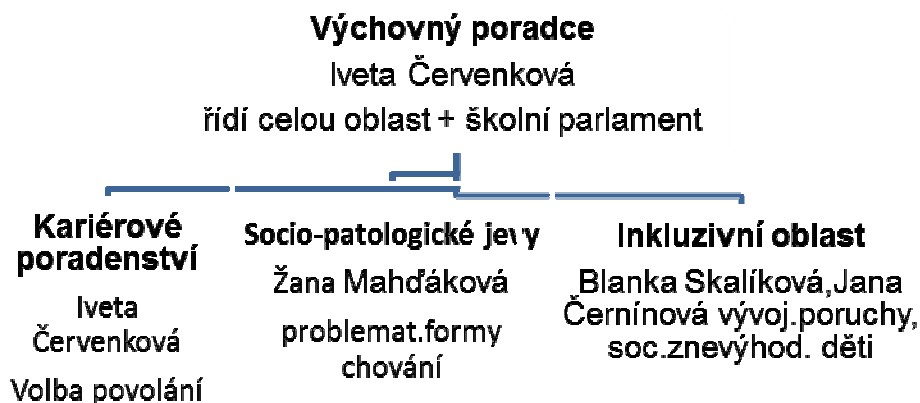 Výchovný poradce
Iveta Červenková
řídí celou oblast + školní parlament
Kariérové
poradenství
Iveta
Červenková
Volba povolání
Socio-patologické jevy
Žana Mahďáková
problemat.formy
chování
Inkluzivní oblast
Blanka Skalíková,Jana
Černínová vývoj.poruchy,
soc.znevýhod. děti